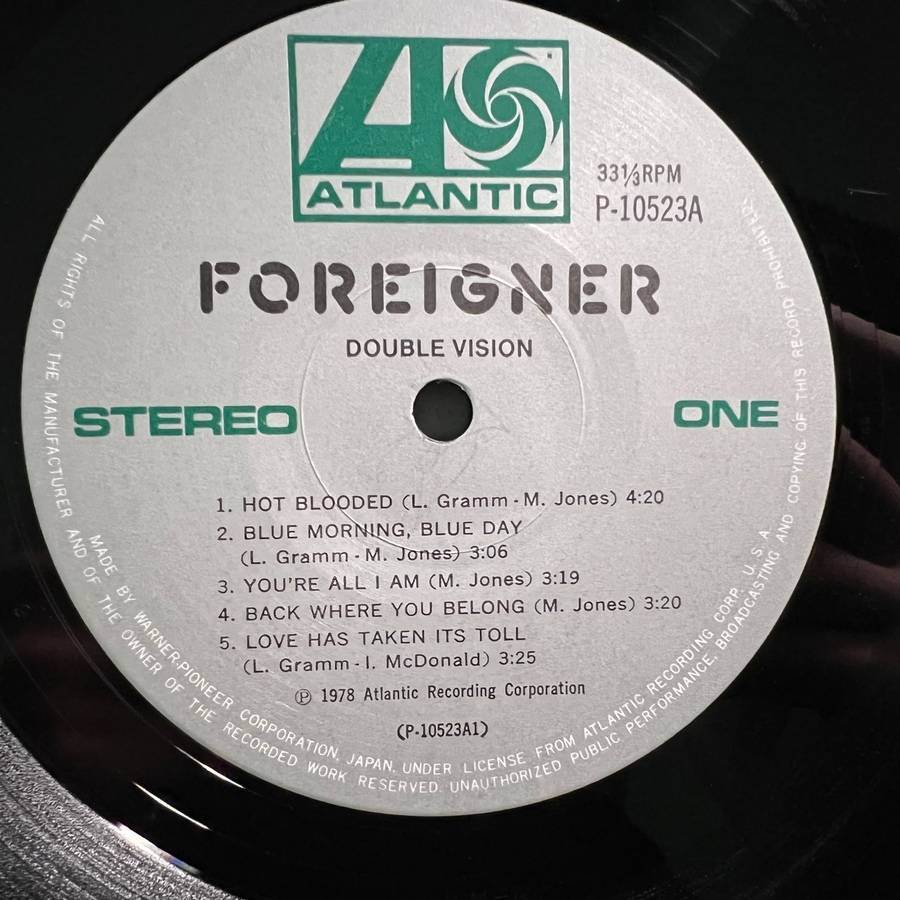 ATLANTIC
33⅓RPM
P-10523A
FOREIGNER
DOUBLE VISION
STEREO
ONE
1. HOT BLOODED (L. Gramm - M. Jones) 4:20
2. BLUE MORNING, BLUE DAY
(L. Gramm - M. Jones) 3:06
3. YOU'RE ALL I AM (M. Jones) 3:19
4. BACK WHERE YOU BELONG (M. Jones) 3:20
5. LOVE HAS TAKEN ITS TOLL
(L. Gramm - I. McDonald) 3:25
Ⓟ 1978 Atlantic Recording Corporation
(P-10523A1)
MADE BY WARNER-PIONEER CORPORATION, JAPAN, UNDER LICENSE FROM ATLANTIC RECORDING CORP. U. S. A.
ALL RIGHTS OF THE MANUFACTURER AND OF THE OWNER OF THE RECORDED WORK RESERVED. UNAUTHORIZED PUBLIC PERFORMANCE, BROADCASTING AND COPYING OF THIS RECORD PROHIBITED.